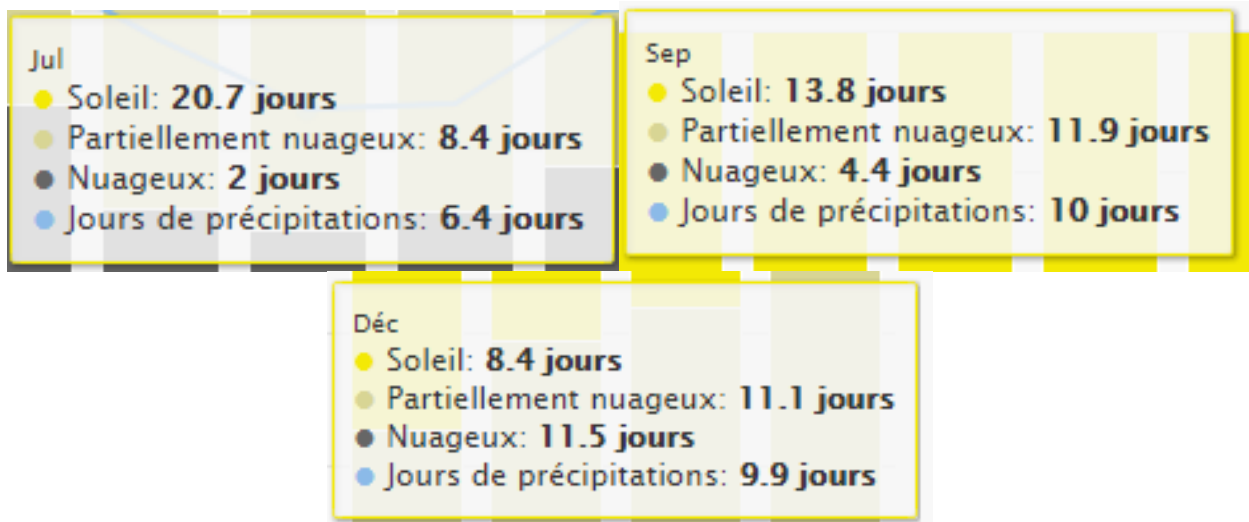 Jul
Soleil: 20.7 jours
Partiellement nuageux: 8.4 jours
Nuageux: 2 jours
Jours de précipitations: 6.4 jours
Sep
Soleil: 13.8 jours
Partiellement nuageux: 11.9 jours
Nuageux: 4.4 jours
Jours de précipitations: 10 jours
Déc
Soleil: 8.4 jours
Partiellement nuageux: 11.1 jours
Nuageux: 11.5 jours
Jours de précipitations: 9.9 jours